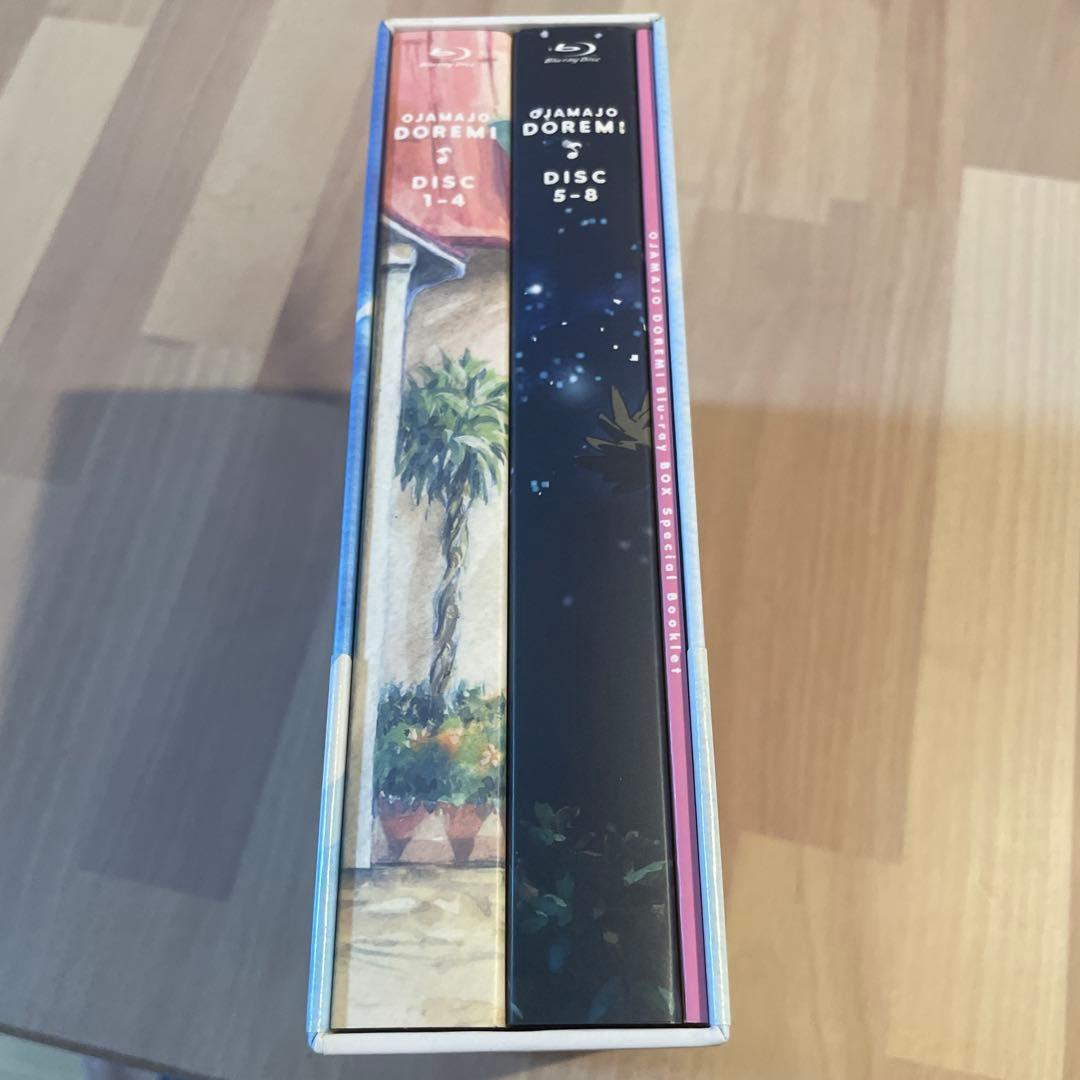 Blu-ray Disc
OJAMAJO
DOREMI
DISC
1-4
Blu-ray Disc
OJAMAJO
DOREMI
DISC
5-8
OJAMAJO DOREMI Blu-ray BOX Special Booklet